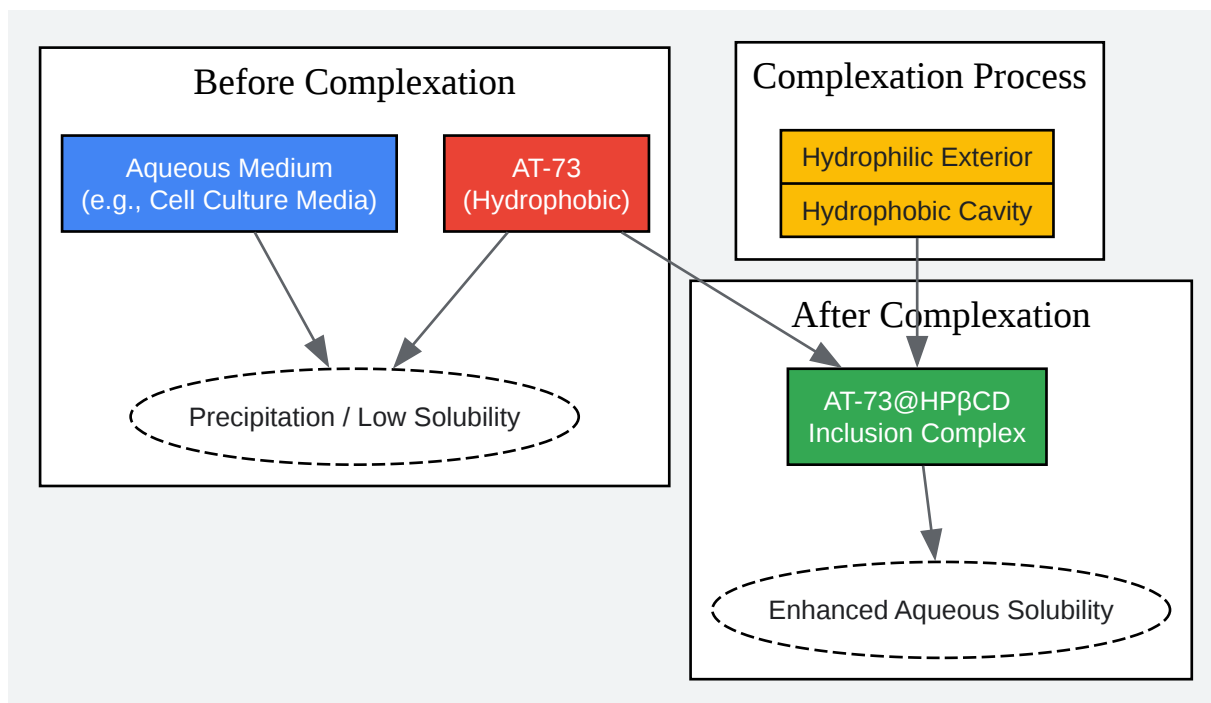 Before Complexation
Aqueous Medium
(e.g., Cell Culture Media)
AT-73
(Hydrophobic)
Precipitation / Low Solubility
Complexation Process
Hydrophilic Exterior
Hydrophobic Cavity
After Complexation
AT-73@HPβCD
Inclusion Complex
Enhanced Aqueous Solubility